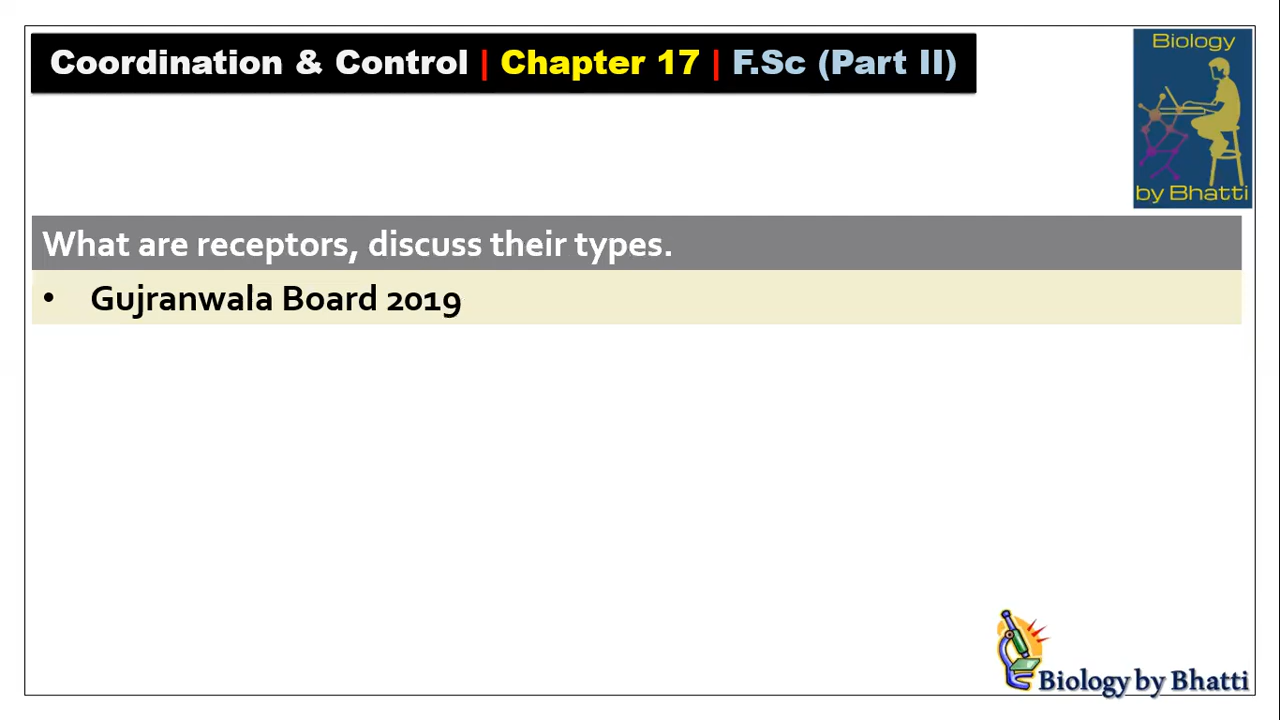 Coordination & Control | Chapter 17 | F.Sc (Part II)
Biology
by Bhatti
What are receptors, discuss their types.
• Gujranwala Board 2019
Biology by Bhatti